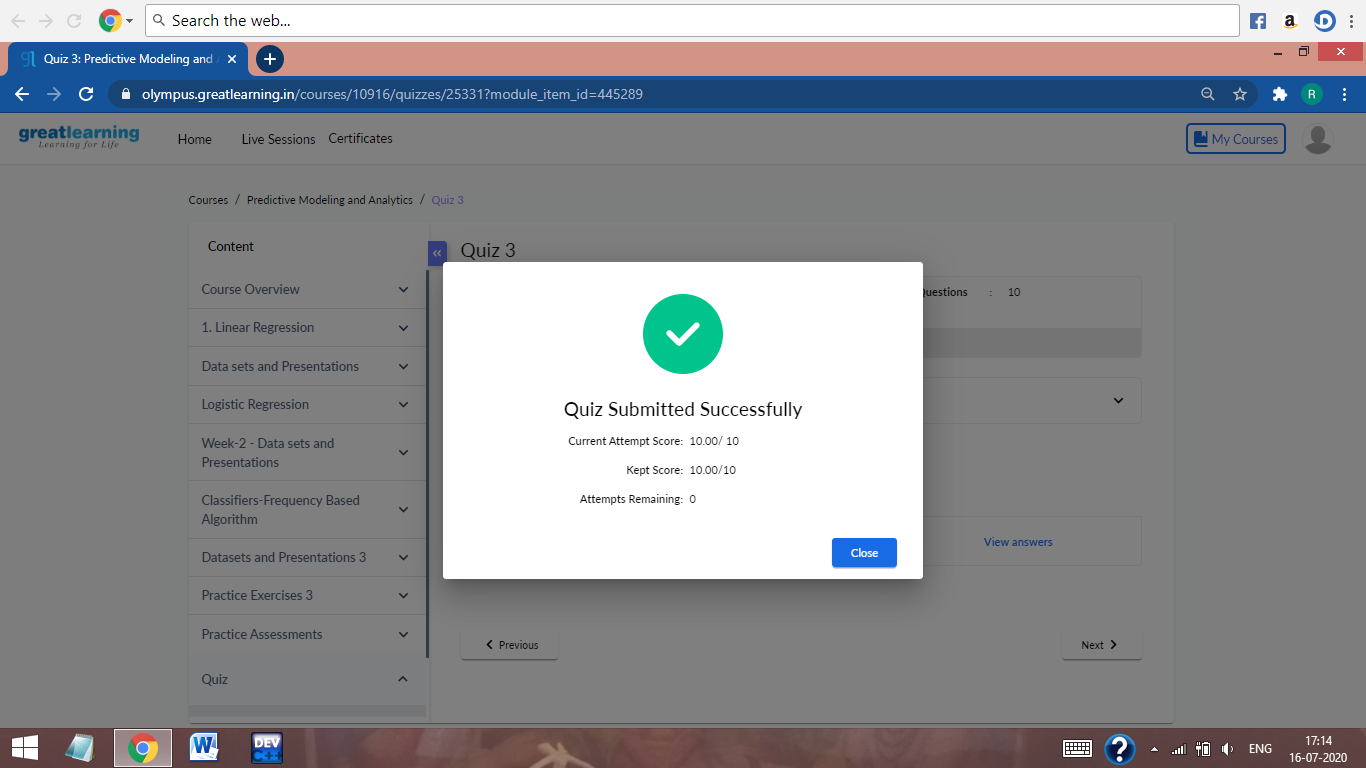 Search the web...
Quiz 3: Predictive Modeling and
olympus.greatlearning.in/courses/10916/quizzes/25331?module_item_id=445289
R
greatlearning
Learning for Life
Home Live Sessions Certificates
My Courses
Courses / Predictive Modeling and Analytics / Quiz 3
Content
Course Overview
1. Linear Regression
Data sets and Presentations
Logistic Regression
Week-2 - Data sets and
Presentations
Classifiers-Frequency Based
Algorithm
Datasets and Presentations 3
Practice Exercises 3
Practice Assessments
Quiz
«
Quiz 3
Questions : 10
Quiz Submitted Successfully
Current Attempt Score: 10.00/ 10
Kept Score: 10.00/10
Attempts Remaining: 0
Close
View answers
Previous
Next
DEV
C++
ENG
17:14
16-07-2020